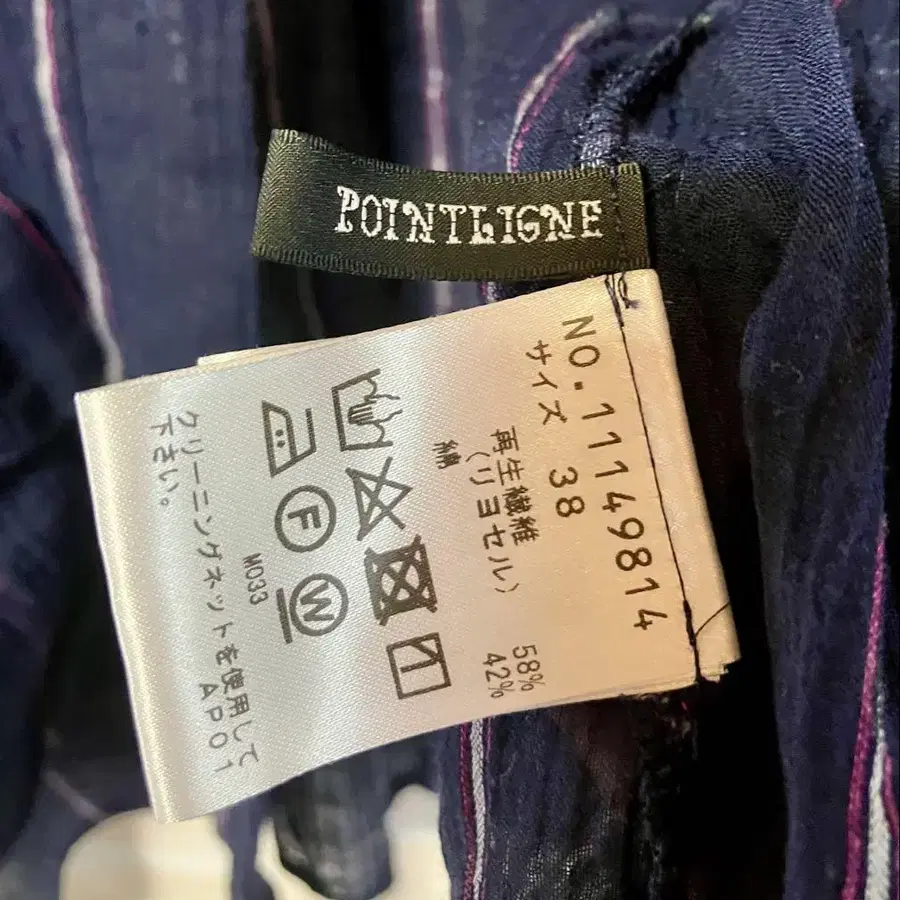 POINTLIGNE
NO.11149814
サイズ 38
再生繊維
(リヨセル) 58%
綿 42%
F
W
W033
クリーニングネットを使用して
下さい。
AP01